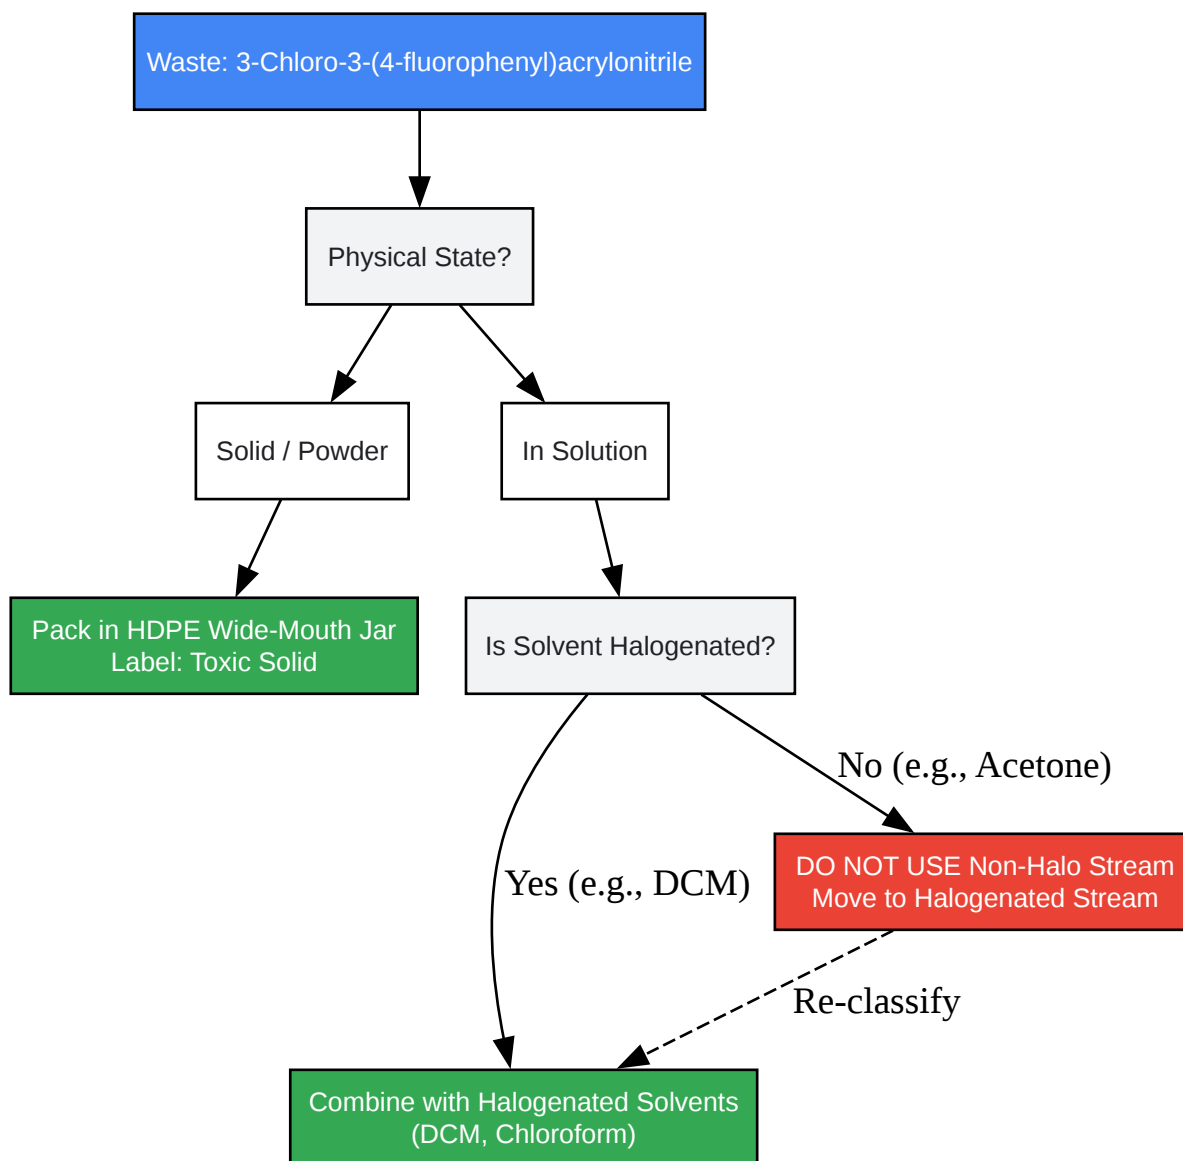 Waste: 3-Chloro-3-(4-fluorophenyl)acrylonitrile
Physical State?
Solid / Powder
In Solution
Pack in HDPE Wide-Mouth Jar
Label: Toxic Solid
Is Solvent Halogenated?
No (e.g., Acetone)
Yes (e.g., DCM)
DO NOT USE Non-Halo Stream
Move to Halogenated Stream
Re-classify
Combine with Halogenated Solvents
(DCM, Chloroform)